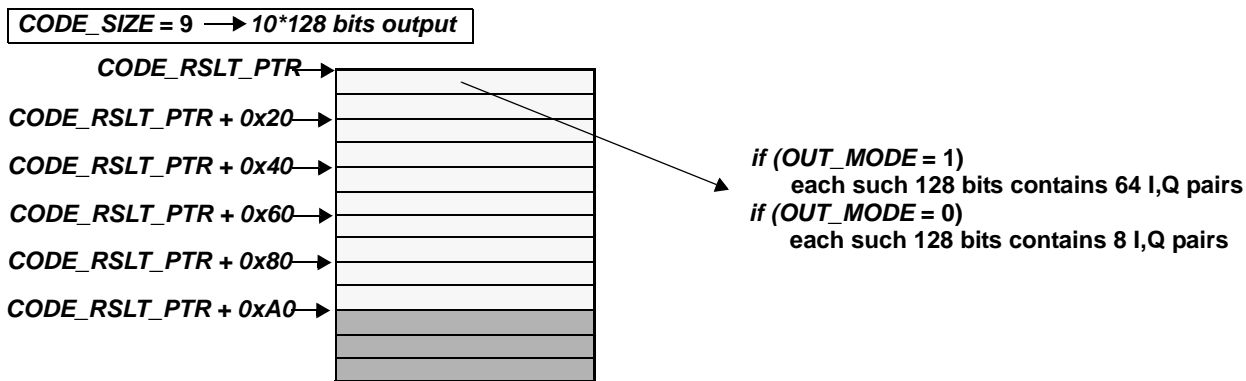 CODE_SIZE = 9 → 10*128 bits output
CODE_RSLT_PTR
CODE_RSLT_PTR + 0x20
CODE_RSLT_PTR + 0x40
CODE_RSLT_PTR + 0x60
CODE_RSLT_PTR + 0x80
CODE_RSLT_PTR + 0xA0
if (OUT_MODE = 1)
each such 128 bits contains 64 I,Q pairs
if (OUT_MODE = 0)
each such 128 bits contains 8 I,Q pairs